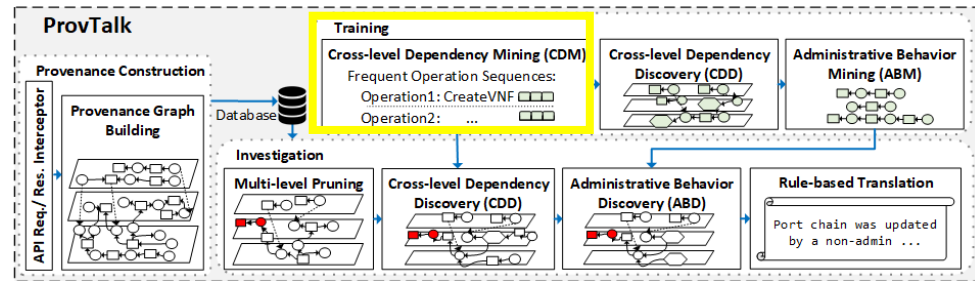 ProvTalk
Provenance Construction
API Req./ Res. Interceptor
Provenance Graph
Building
Database
Training
Cross-level Dependency Mining (CDM)
Frequent Operation Sequences:
Operation1: CreateVNF
Operation2: ...
Cross-level Dependency
Discovery (CDD)
Administrative Behavior
Mining (ABM)
Investigation
Multi-level Pruning
Cross-level Dependency
Discovery (CDD)
Administrative Behavior
Discovery (ABD)
Rule-based Translation
Port chain was updated
by a non-admin ...